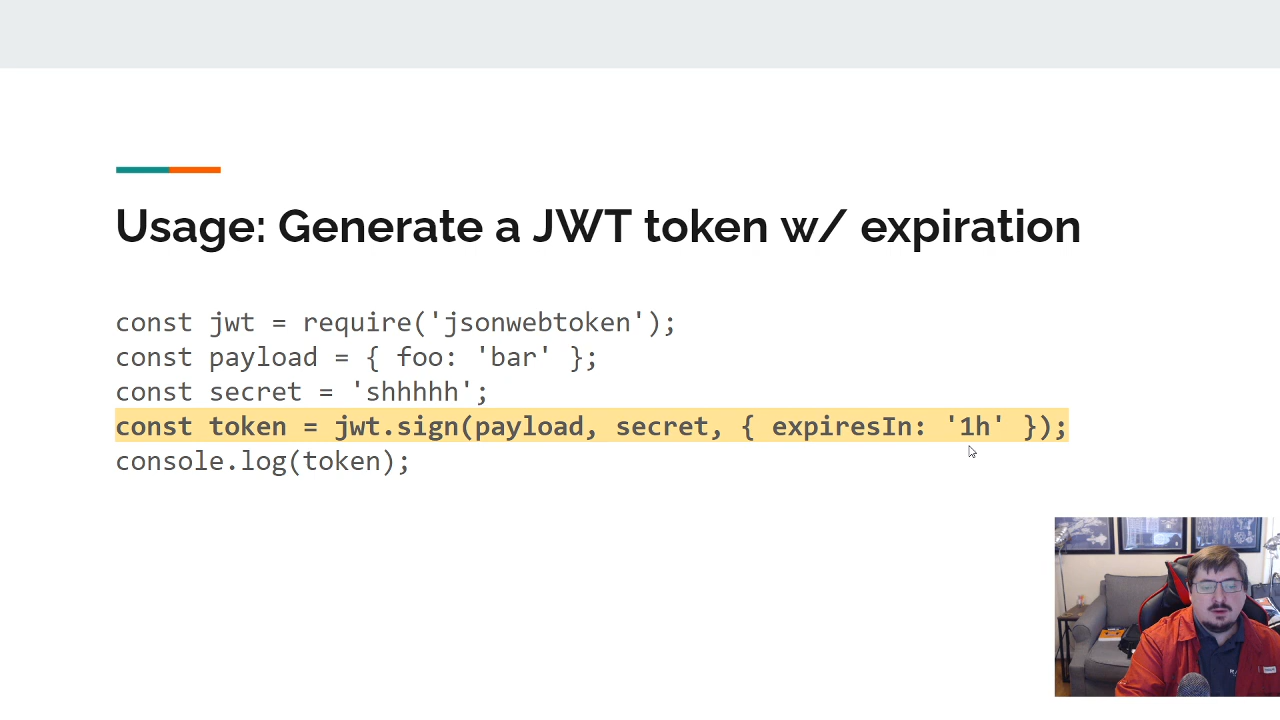 Usage: Generate a JWT token w/ expiration
const jwt = require('jsonwebtoken');
const payload = { foo: 'bar' };
const secret = 'shhhhh';
const token = jwt.sign(payload, secret, { expiresIn: '1h' });
console.log(token);